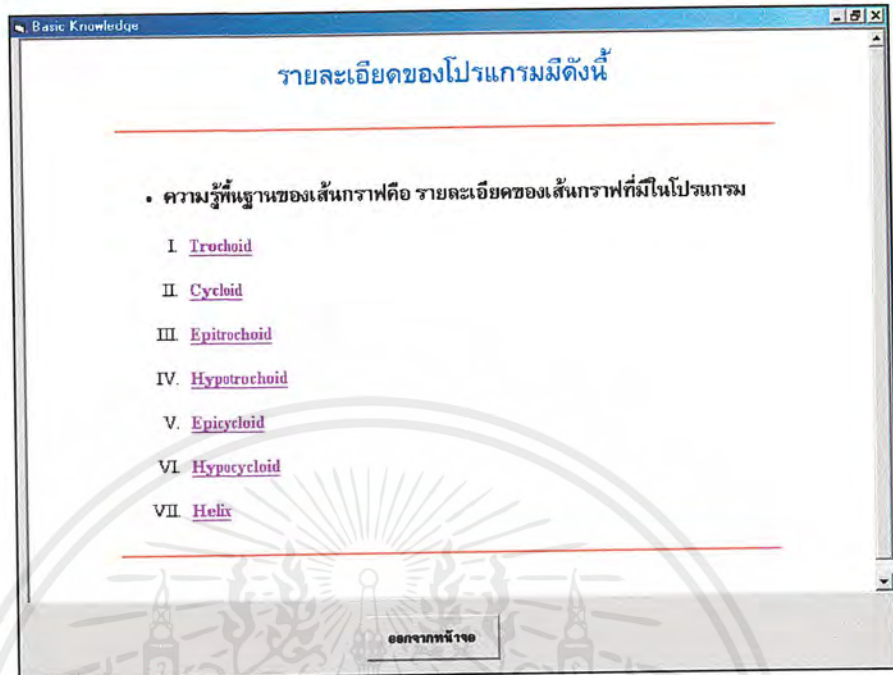 Basic Knowledge
รายละเอียดของโปรแกรมมีดังนี้
• ความรู้พื้นฐานของเส้นกราฟคือ รายละเอียดของเส้นกราฟที่มีในโปรแกรม
I. Trochoid
II. Cycloid
III. Epitrochoid
IV. Hypotrochoid
V. Epicycloid
VI. Hypocycloid
VII. Helix
ออกจากหน้าจอ